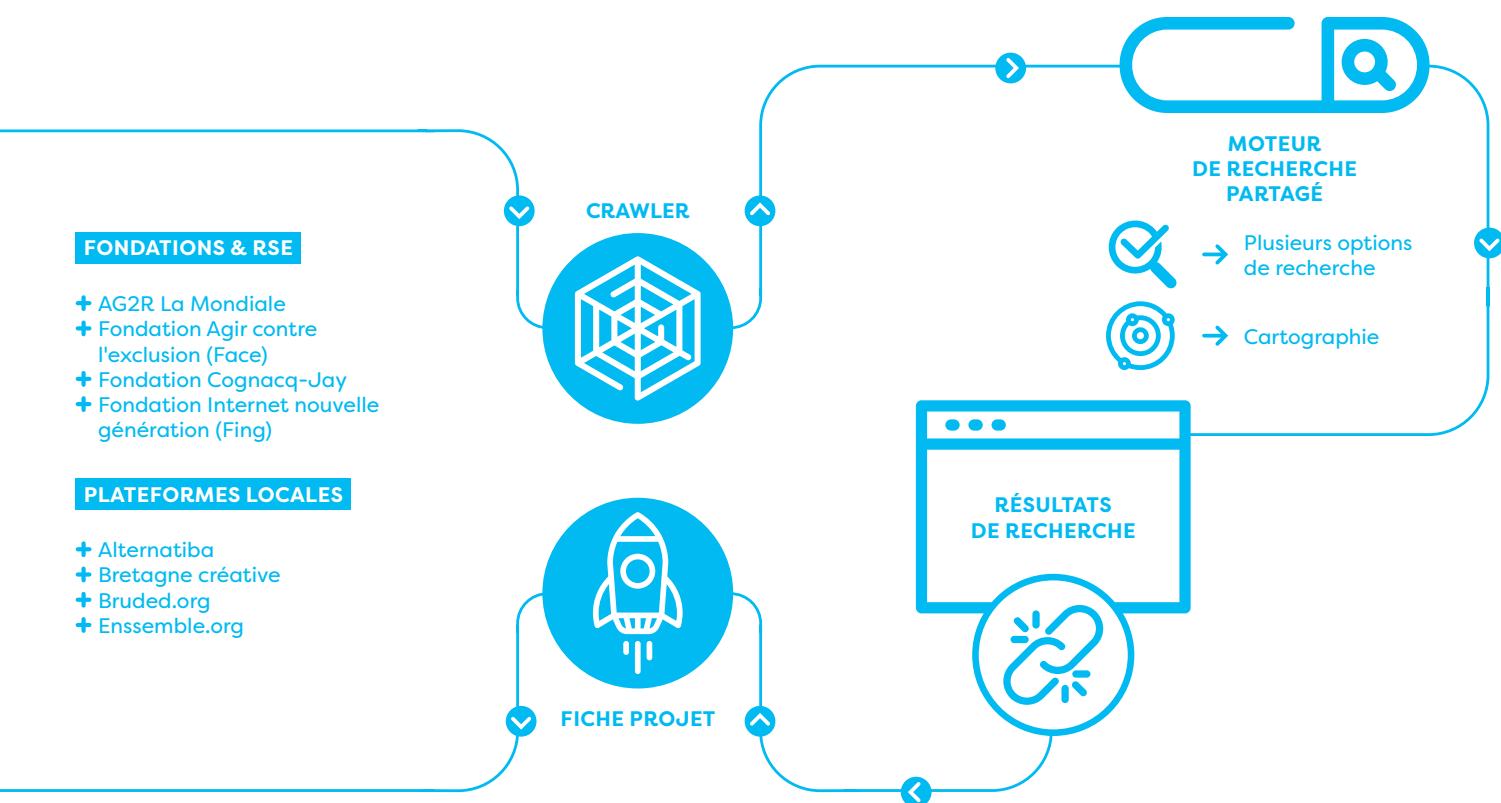 FONDATIONS & RSE
+ AG2R La Mondiale
+ Fondation Agir contre
l'exclusion (Face)
+ Fondation Cognacq-Jay
+ Fondation Internet nouvelle
génération (Fing)
PLATEFORMES LOCALES
+ Alternatiba
+ Bretagne créative
+ Bruded.org
+ Enssemble.org
CRAWLER
MOTEUR
DE RECHERCHE
PARTAGÉ
→ Plusieurs options
de recherche
→ Cartographie
RÉSULTATS
DE RECHERCHE
FICHE PROJET